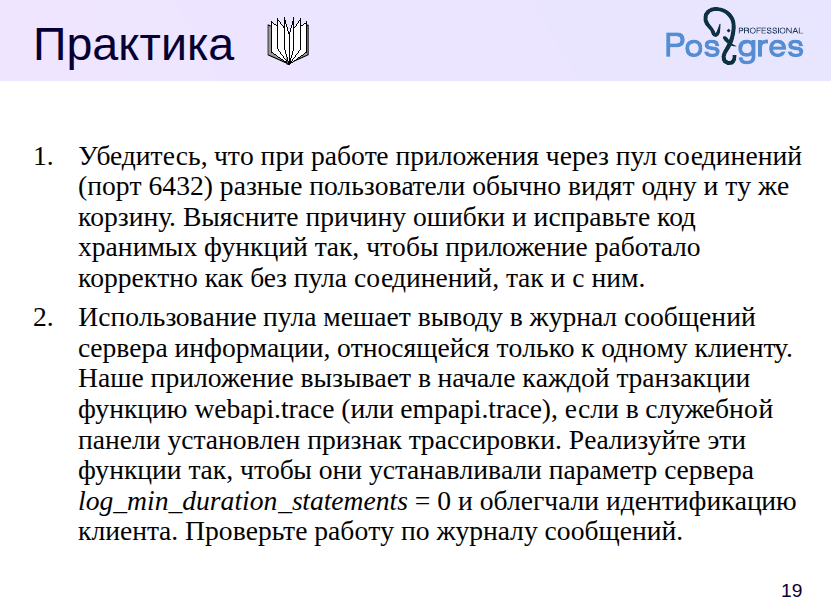 Практика
PROFESSIONAL
Postgres
1. Убедитесь, что при работе приложения через пул соединений
(порт 6432) разные пользователи обычно видят одну и ту же
корзину. Выясните причину ошибки и исправьте код
хранимых функций так, чтобы приложение работало
корректно как без пула соединений, так и с ним.
2. Использование пула мешает выводу в журнал сообщений
сервера информации, относящейся только к одному клиенту.
Наше приложение вызывает в начале каждой транзакции
функцию webapi.trace (или empapi.trace), если в служебной
панели установлен признак трассировки. Реализуйте эти
функции так, чтобы они устанавливали параметр сервера
log_min_duration_statements = 0 и облегчали идентификацию
клиента. Проверьте работу по журналу сообщений.
19